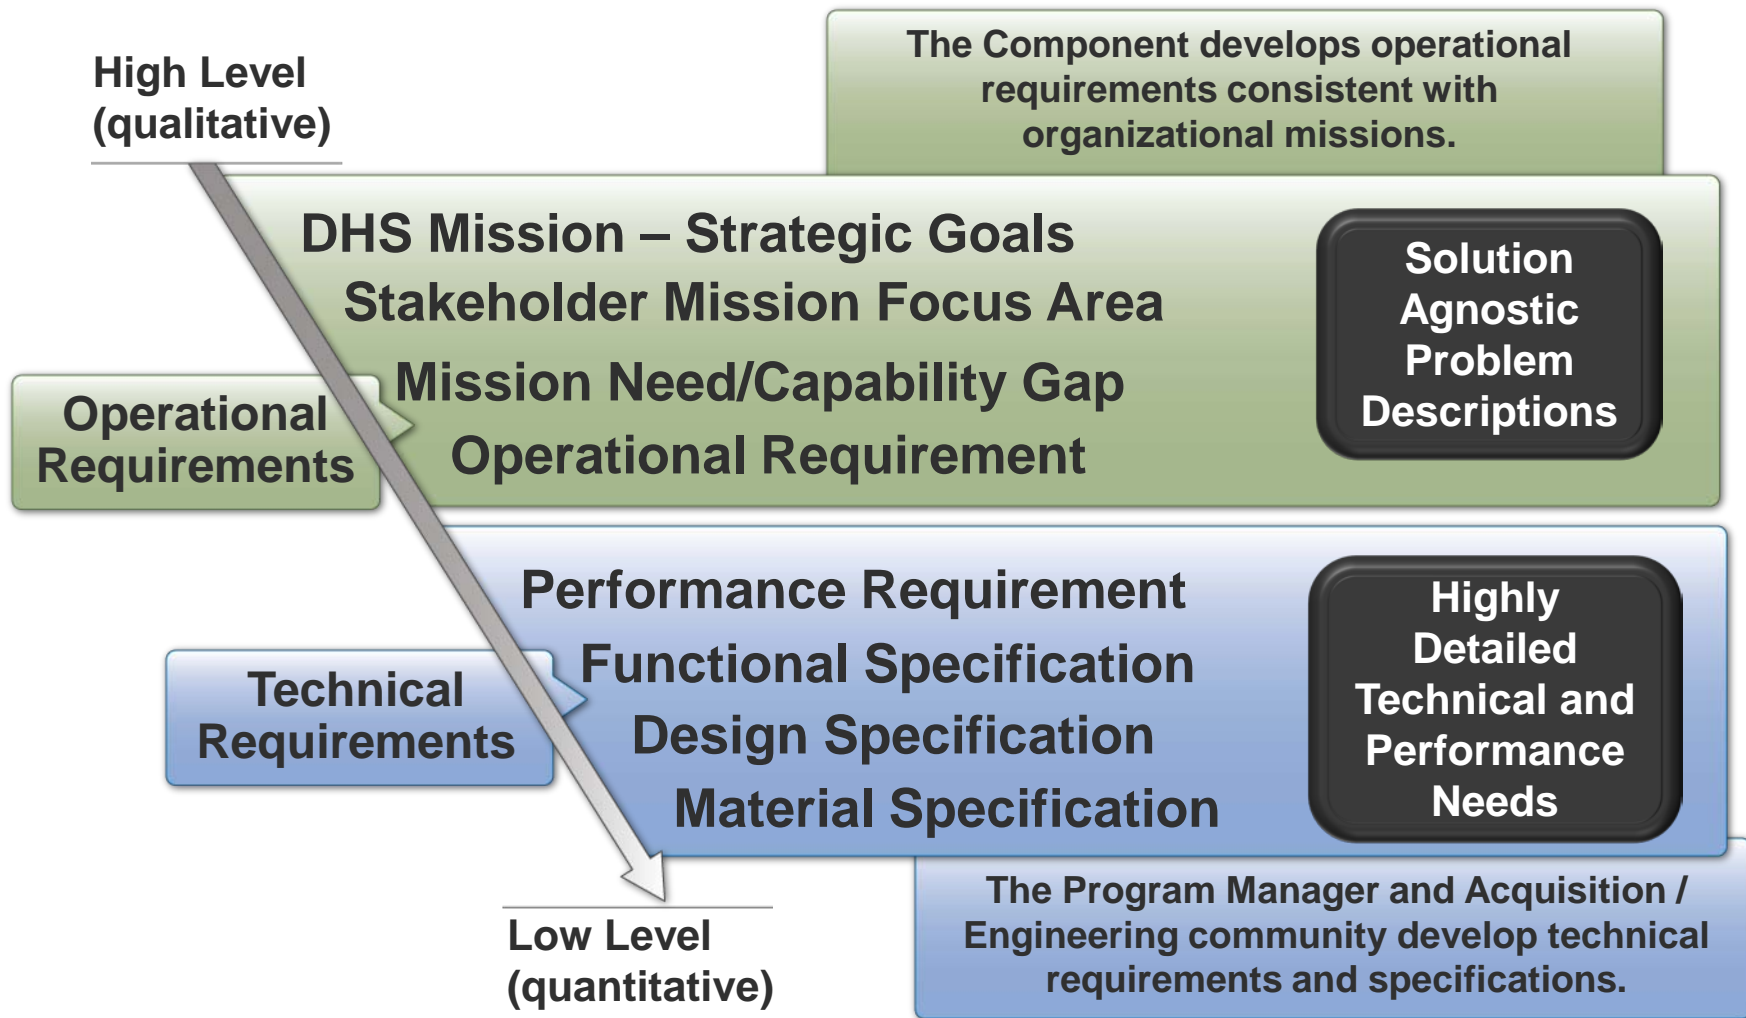 High Level
(qualitative)
The Component develops operational
requirements consistent with
organizational missions.
DHS Mission – Strategic Goals
Stakeholder Mission Focus Area
Mission Need/Capability Gap
Operational Requirement
Solution
Agnostic
Problem
Descriptions
Operational
Requirements
Performance Requirement
Functional Specification
Design Specification
Material Specification
Highly
Detailed
Technical and
Performance
Needs
Technical
Requirements
Low Level
(quantitative)
The Program Manager and Acquisition /
Engineering community develop technical
requirements and specifications.